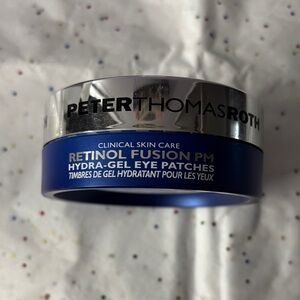 PETERTHOMASROTH
CLINICAL SKIN CARE
RETINOL FUSION PM
HYDRA-GEL EYE PATCHES
TIMBRES DE GEL HYDRATANT POUR LES YEUX